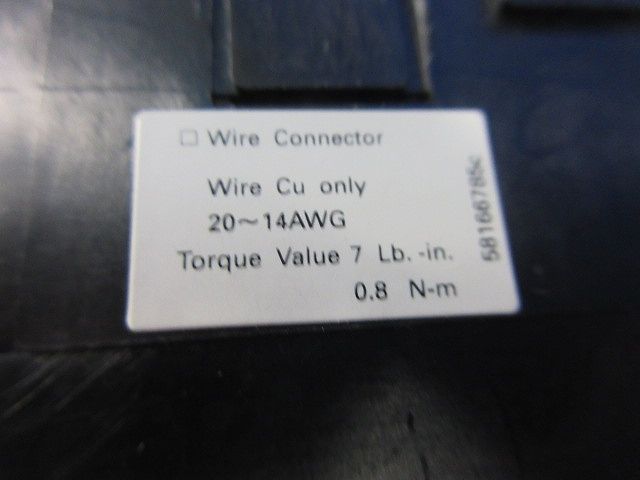 □ Wire Connector
Wire Cu only
20~14AWG
Torque Value 7 Lb.-in.
0.8 N-m
58166785c